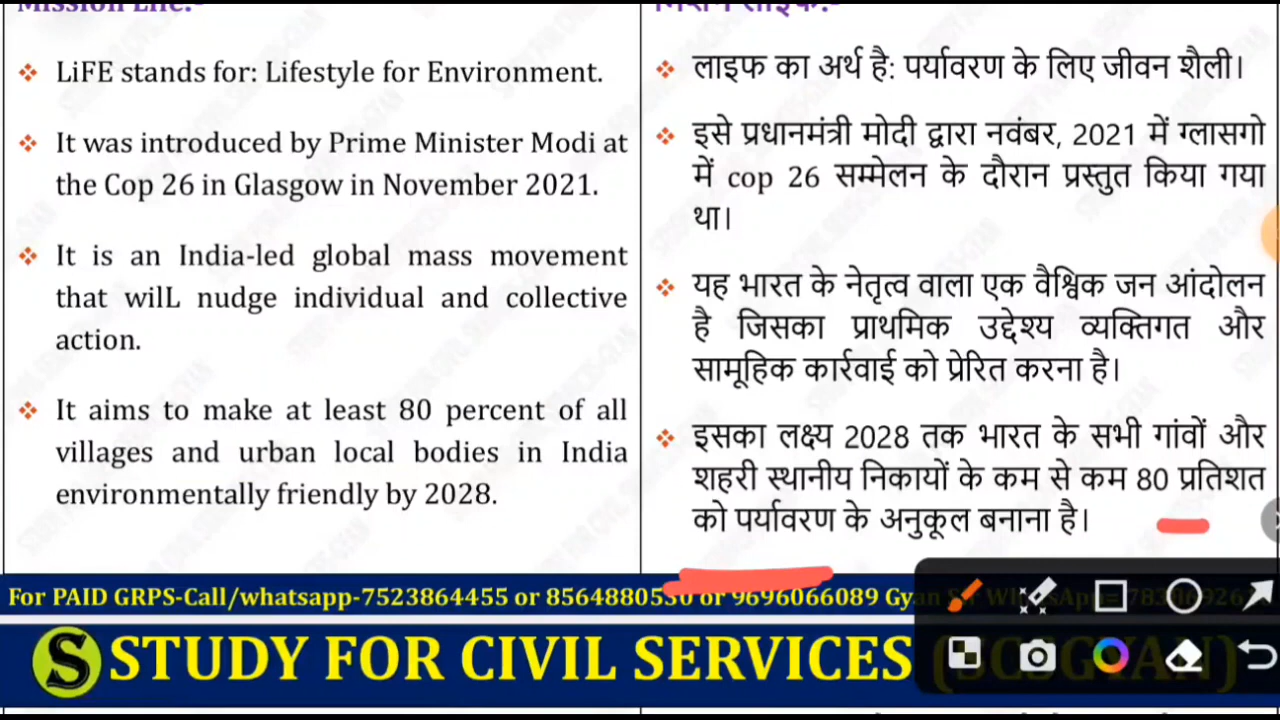 Mission Life:-
LiFE stands for: Lifestyle for Environment.
It was introduced by Prime Minister Modi at
the Cop 26 in Glasgow in November 2021.
It is an India-led global mass movement
that wilL nudge individual and collective
action.
It aims to make at least 80 percent of all
villages and urban local bodies in India
environmentally friendly by 2028.
मिशन लाइफ:-
लाइफ का अर्थ है: पर्यावरण के लिए जीवन शैली।
इसे प्रधानमंत्री मोदी द्वारा नवंबर, 2021 में ग्लासगो
में cop 26 सम्मेलन के दौरान प्रस्तुत किया गया
था।
यह भारत के नेतृत्व वाला एक वैश्विक जन आंदोलन
है जिसका प्राथमिक उद्देश्य व्यक्तिगत और
सामूहिक कार्रवाई को प्रेरित करना है।
इसका लक्ष्य 2028 तक भारत के सभी गांवों और
शहरी स्थानीय निकायों के कम से कम 80 प्रतिशत
को पर्यावरण के अनुकूल बनाना है।
For PAID GRPS-Call/whatsapp-7523864455 or 8564880530 or 9696066089 Gyan
S STUDY FOR CIVIL SERVICES